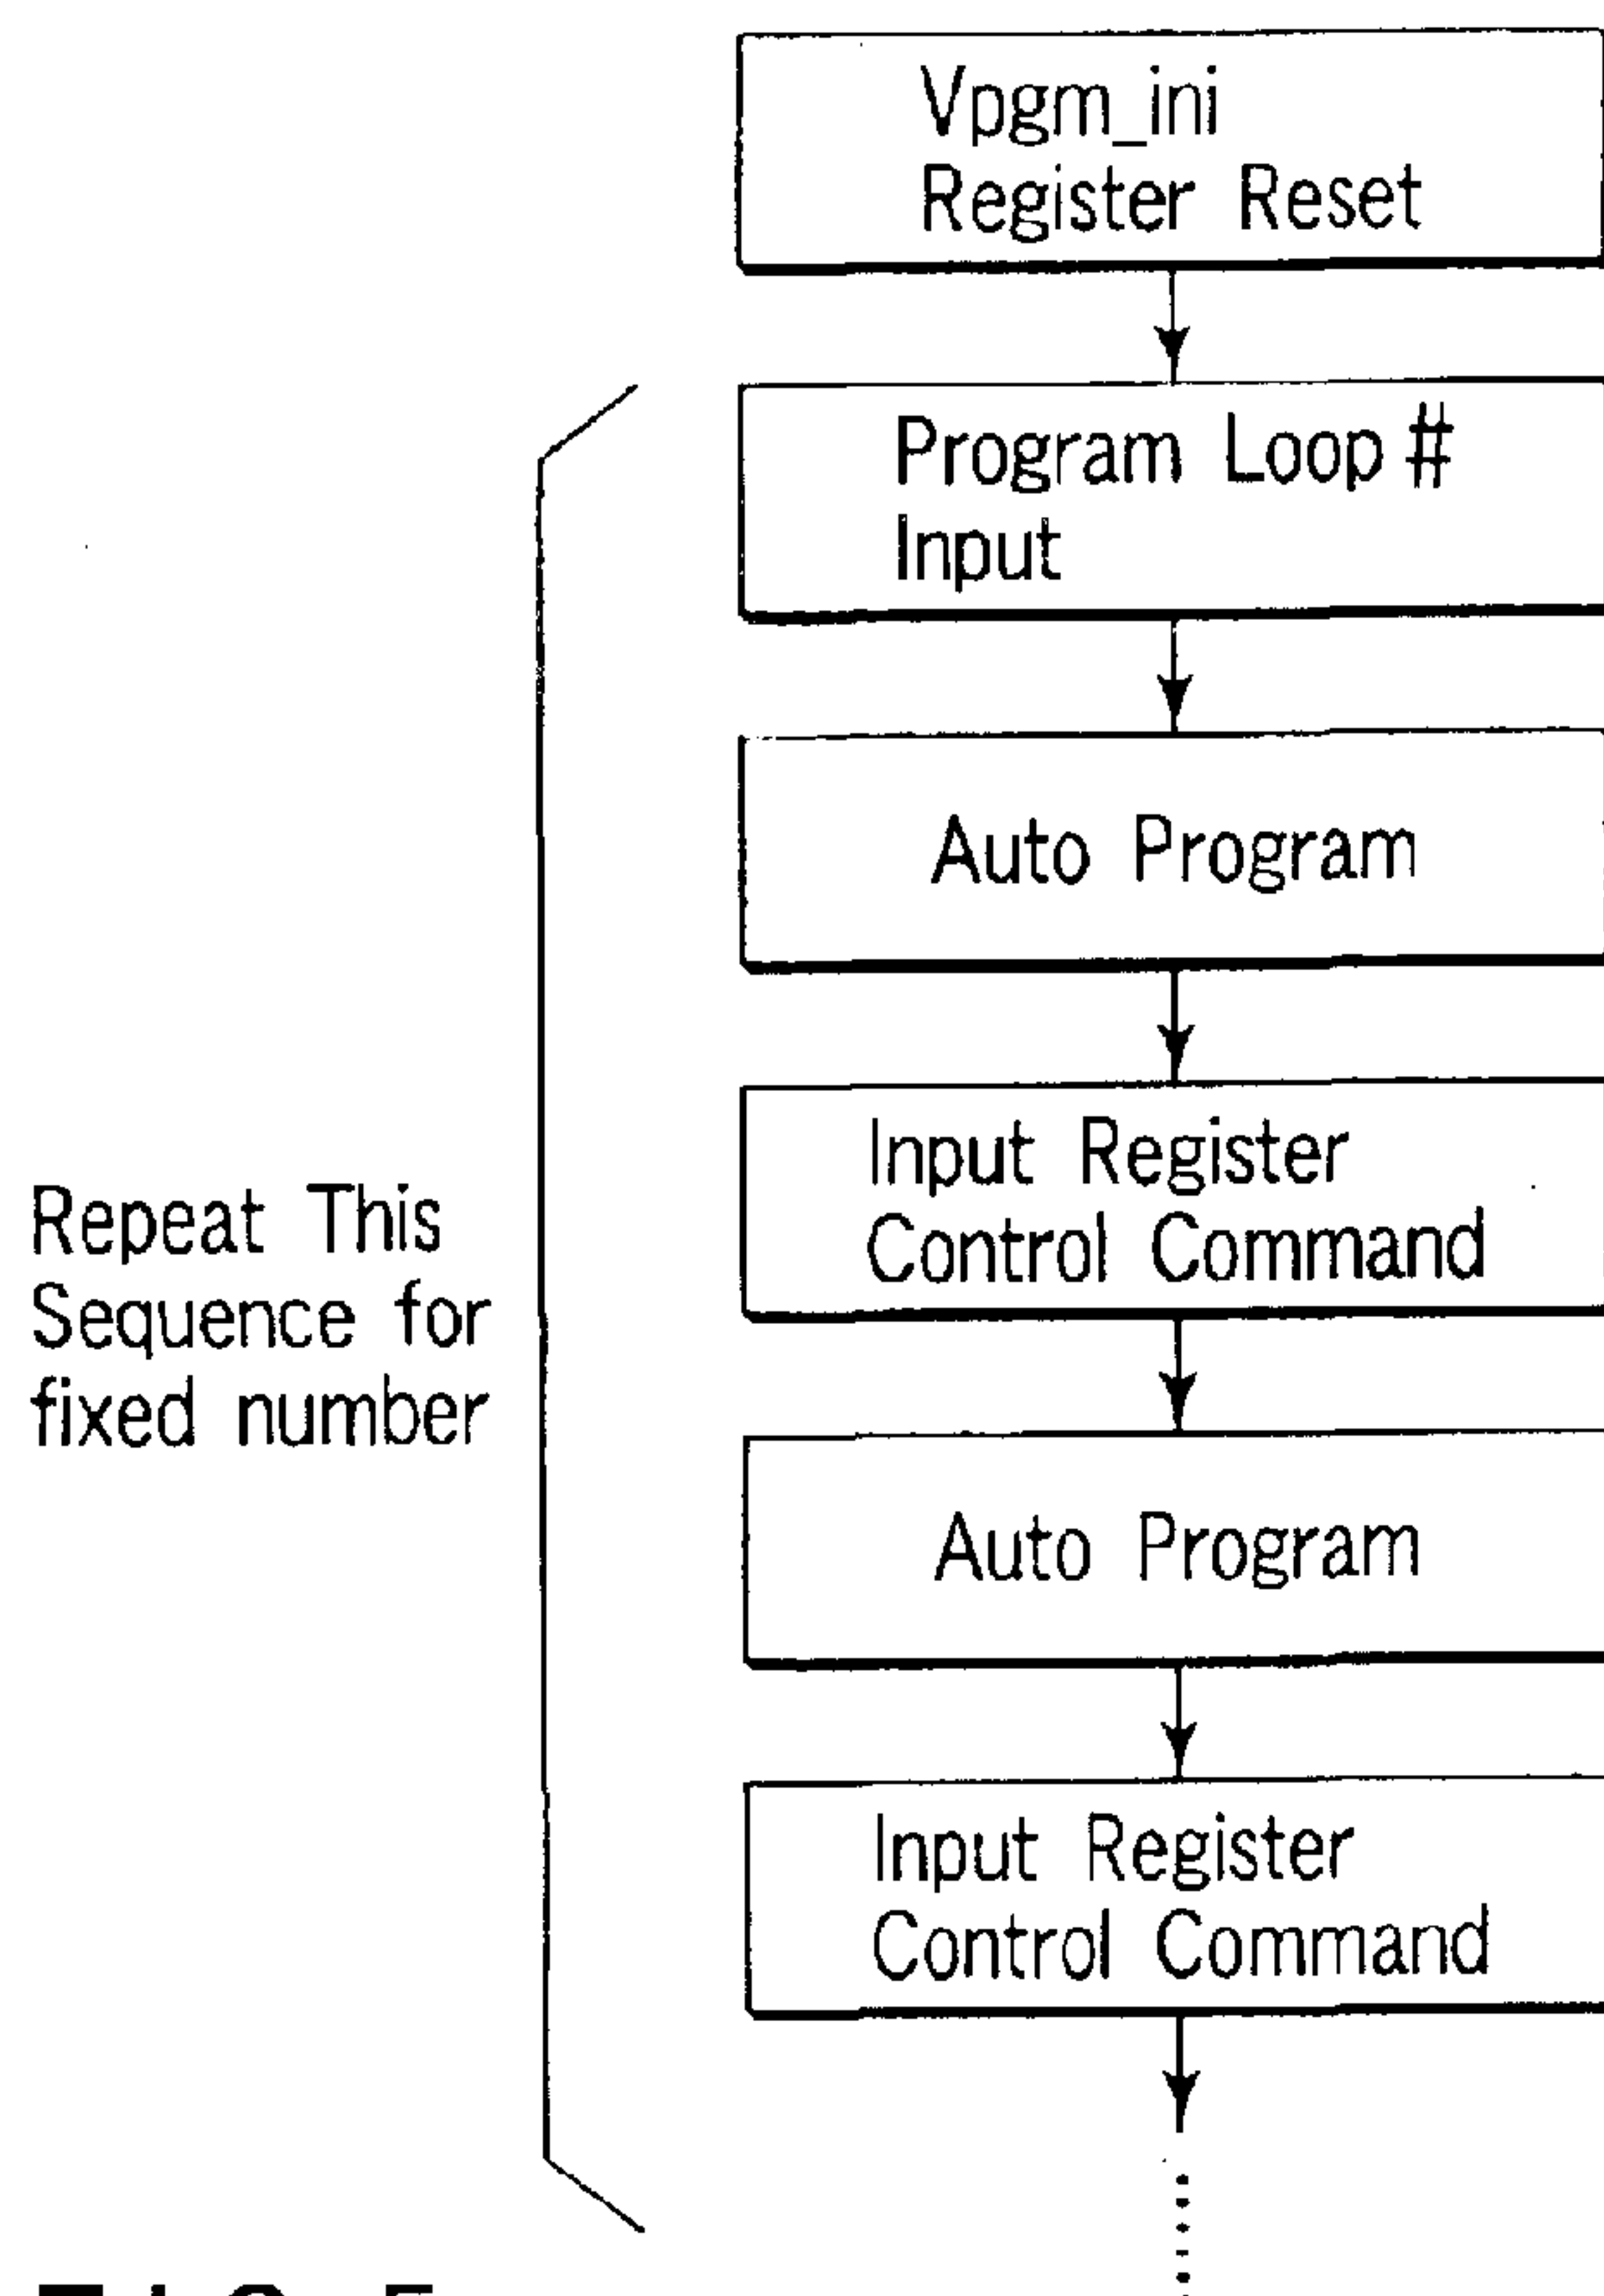 Vpgm_ini
Register Reset
Program Loop #
Input
Auto Program
Input Register
Control Command
Repeat This
Sequence for
fixed number
Auto Program
Input Register
Control Command